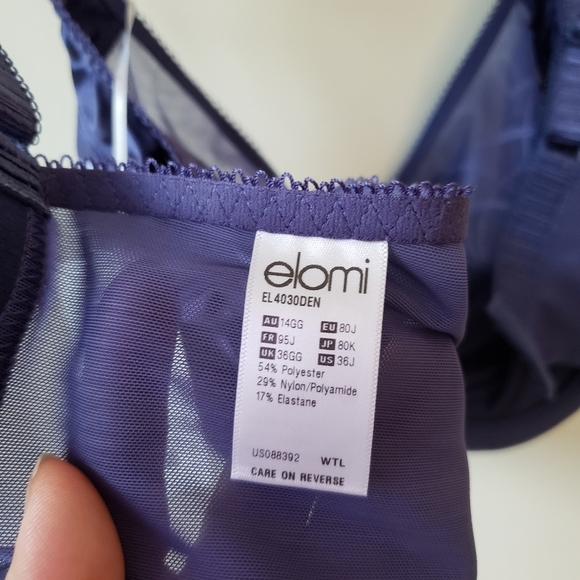 elomi
EL4030DEN
AU 14GG EU 80J
FR 95J JP 80K
UK 36GG US 36J
54% Polyester
29% Nylon/Polyamide
17% Elastane
US088392 WTL
CARE ON REVERSE